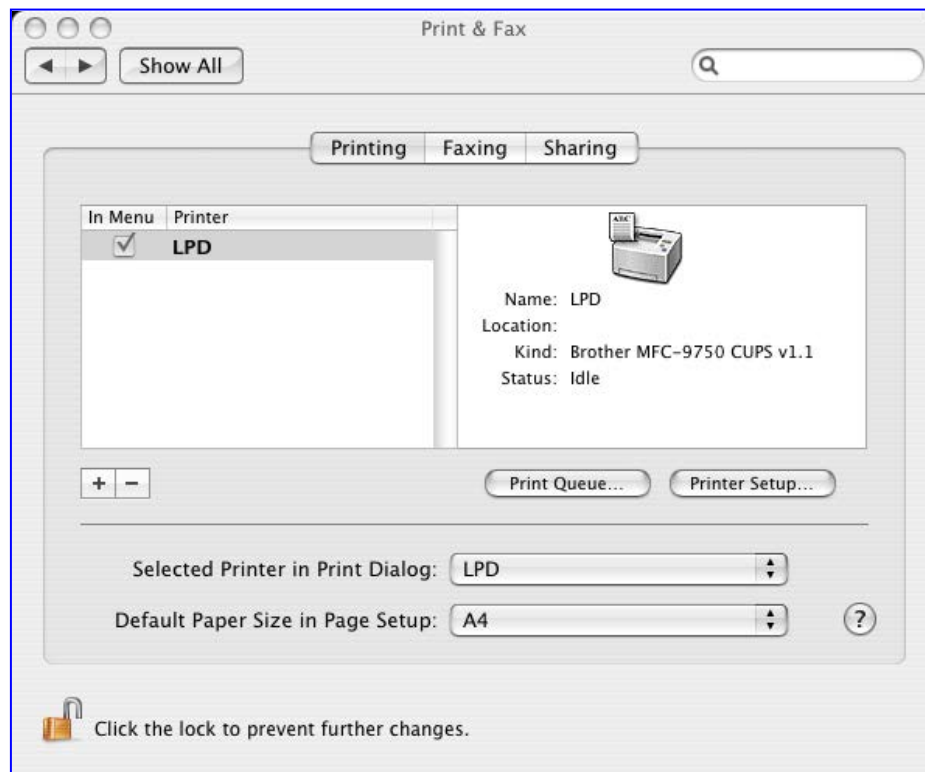 Print & Fax
Show All
Printing Faxing Sharing
In Menu Printer
LPD
ABC
Name: LPD
Location:
Kind: Brother MFC-9750 CUPS v1.1
Status: Idle
+ −
Print Queue... Printer Setup...
Selected Printer in Print Dialog: LPD
Default Paper Size in Page Setup: A4 ?
Click the lock to prevent further changes.